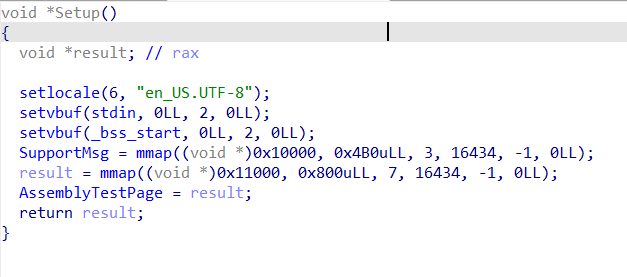 void *Setup()
{
void *result; // rax
setlocale(6, "en_US.UTF-8");
setvbuf(stdin, 0LL, 2, 0LL);
setvbuf(_bss_start, 0LL, 2, 0LL);
SupportMsg = mmap((void *)0x10000, 0x4B0uLL, 3, 16434, -1, 0LL);
result = mmap((void *)0x11000, 0x800uLL, 7, 16434, -1, 0LL);
AssemblyTestPage = result;
return result;
}